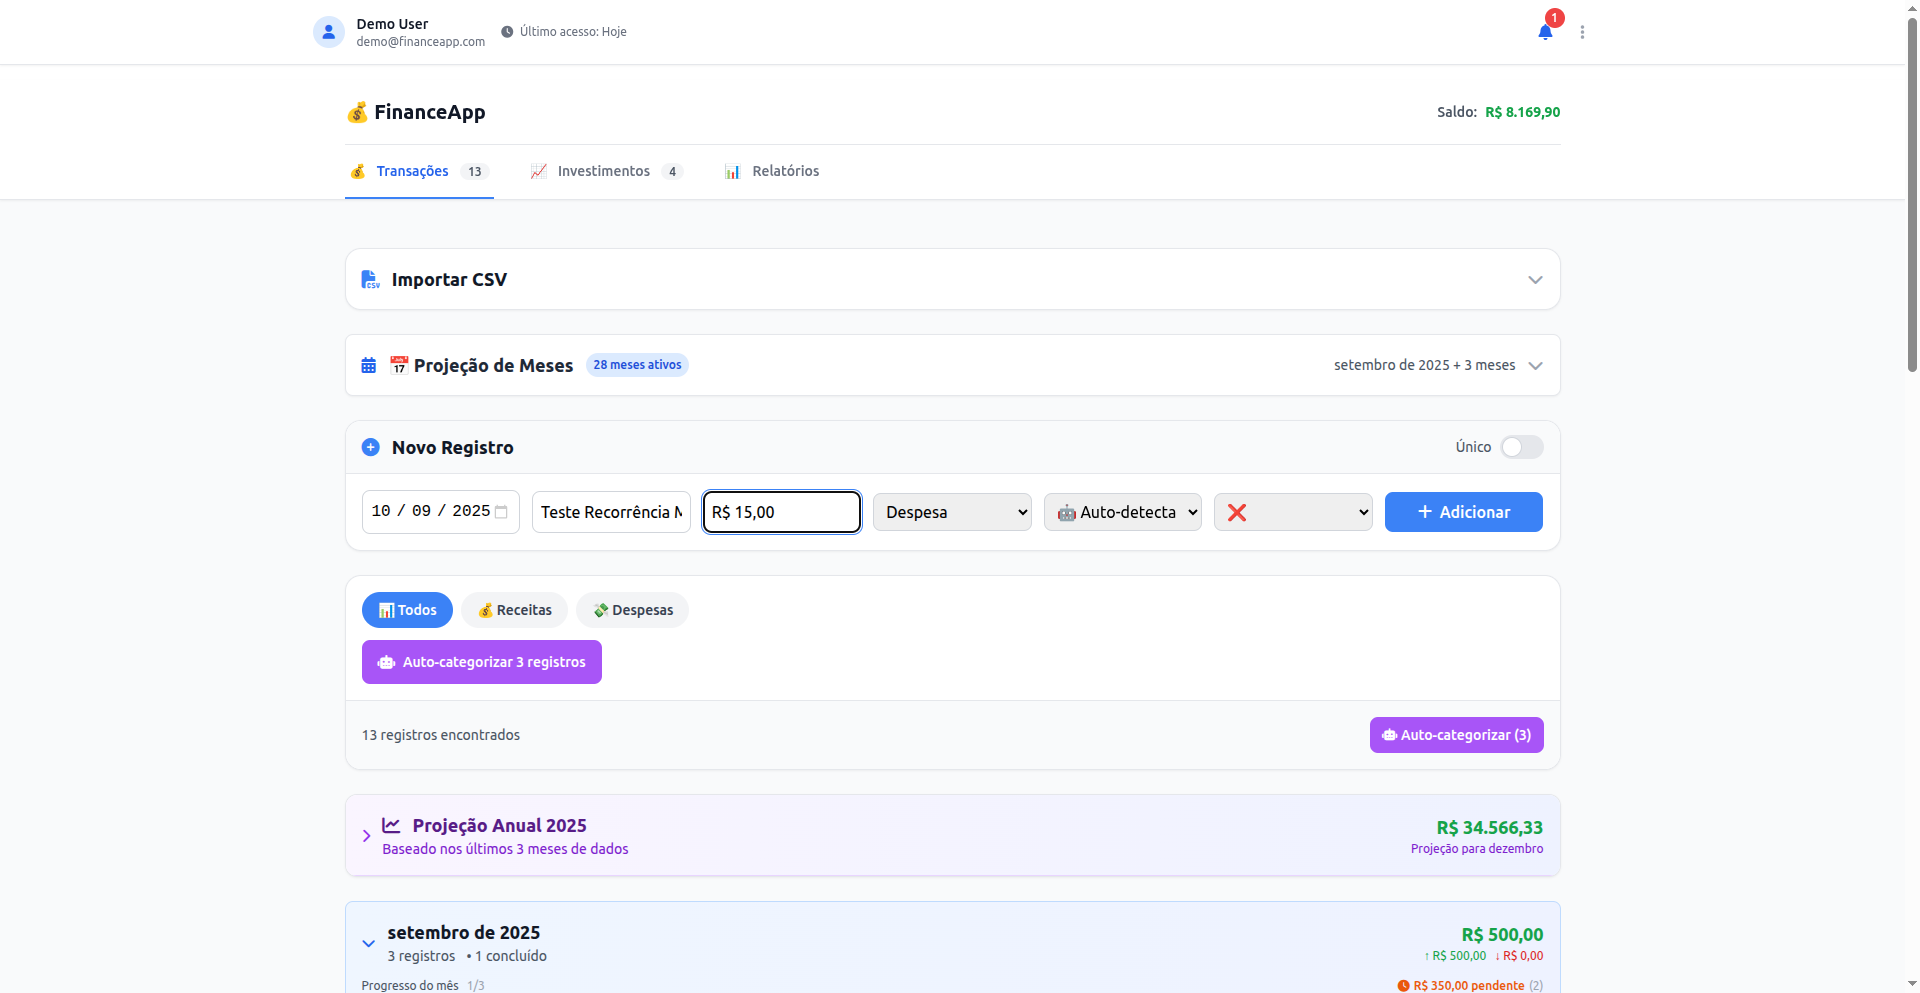 Demo User
demo@financeapp.com
Último acesso: Hoje
1
💰 FinanceApp
Saldo: R$ 8.169,90
💰 Transações 13
📈 Investimentos 4
📊 Relatórios
Importar CSV
📅 Projeção de Meses 28 meses ativos
setembro de 2025 + 3 meses
Novo Registro
Único
10 / 09 / 2025
Teste Recorrência
R$ 15,00
Despesa
🤖 Auto-detecta
❌
+ Adicionar
📊 Todos
💰 Receitas
💸 Despesas
Auto-categorizar 3 registros
13 registros encontrados
Auto-categorizar (3)
Projeção Anual 2025
Baseado nos últimos 3 meses de dados
R$ 34.566,33
Projeção para dezembro
setembro de 2025
3 registros • 1 concluído
R$ 500,00
↑ R$ 500,00 ↓ R$ 0,00
Progresso do mês 1/3
R$ 350,00 pendente (2)